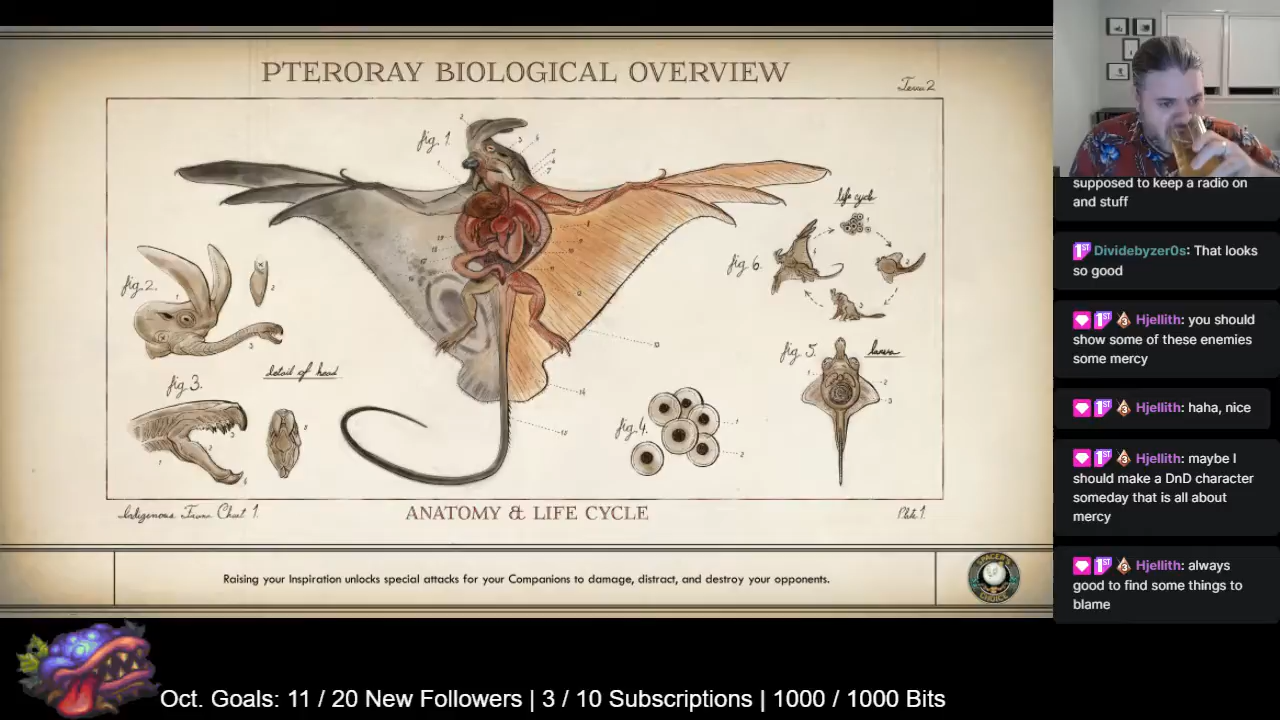 PTERORAY BIOLOGICAL OVERVIEW
Terra 2
fig. 1.
life cycle
fig 6.
fig. 2.
fig 5.
larva
detail of head
fig 3.
fig. 4.
ANATOMY & LIFE CYCLE
Plate 1.
Raising your Inspiration unlocks special attacks for your Companions to damage, distract, and destroy your opponents.
SPACER'S
CHOICE
supposed to keep a radio on
and stuff
Dividebyzer0s: That looks
so good
Hjellith: you should
show some of these enemies
some mercy
Hjellith: haha, nice
Hjellith: maybe I
should make a DnD character
someday that is all about
mercy
Hjellith: always
good to find some things to
blame
Oct. Goals: 11 / 20 New Followers | 3 / 10 Subscriptions | 1000 / 1000 Bits